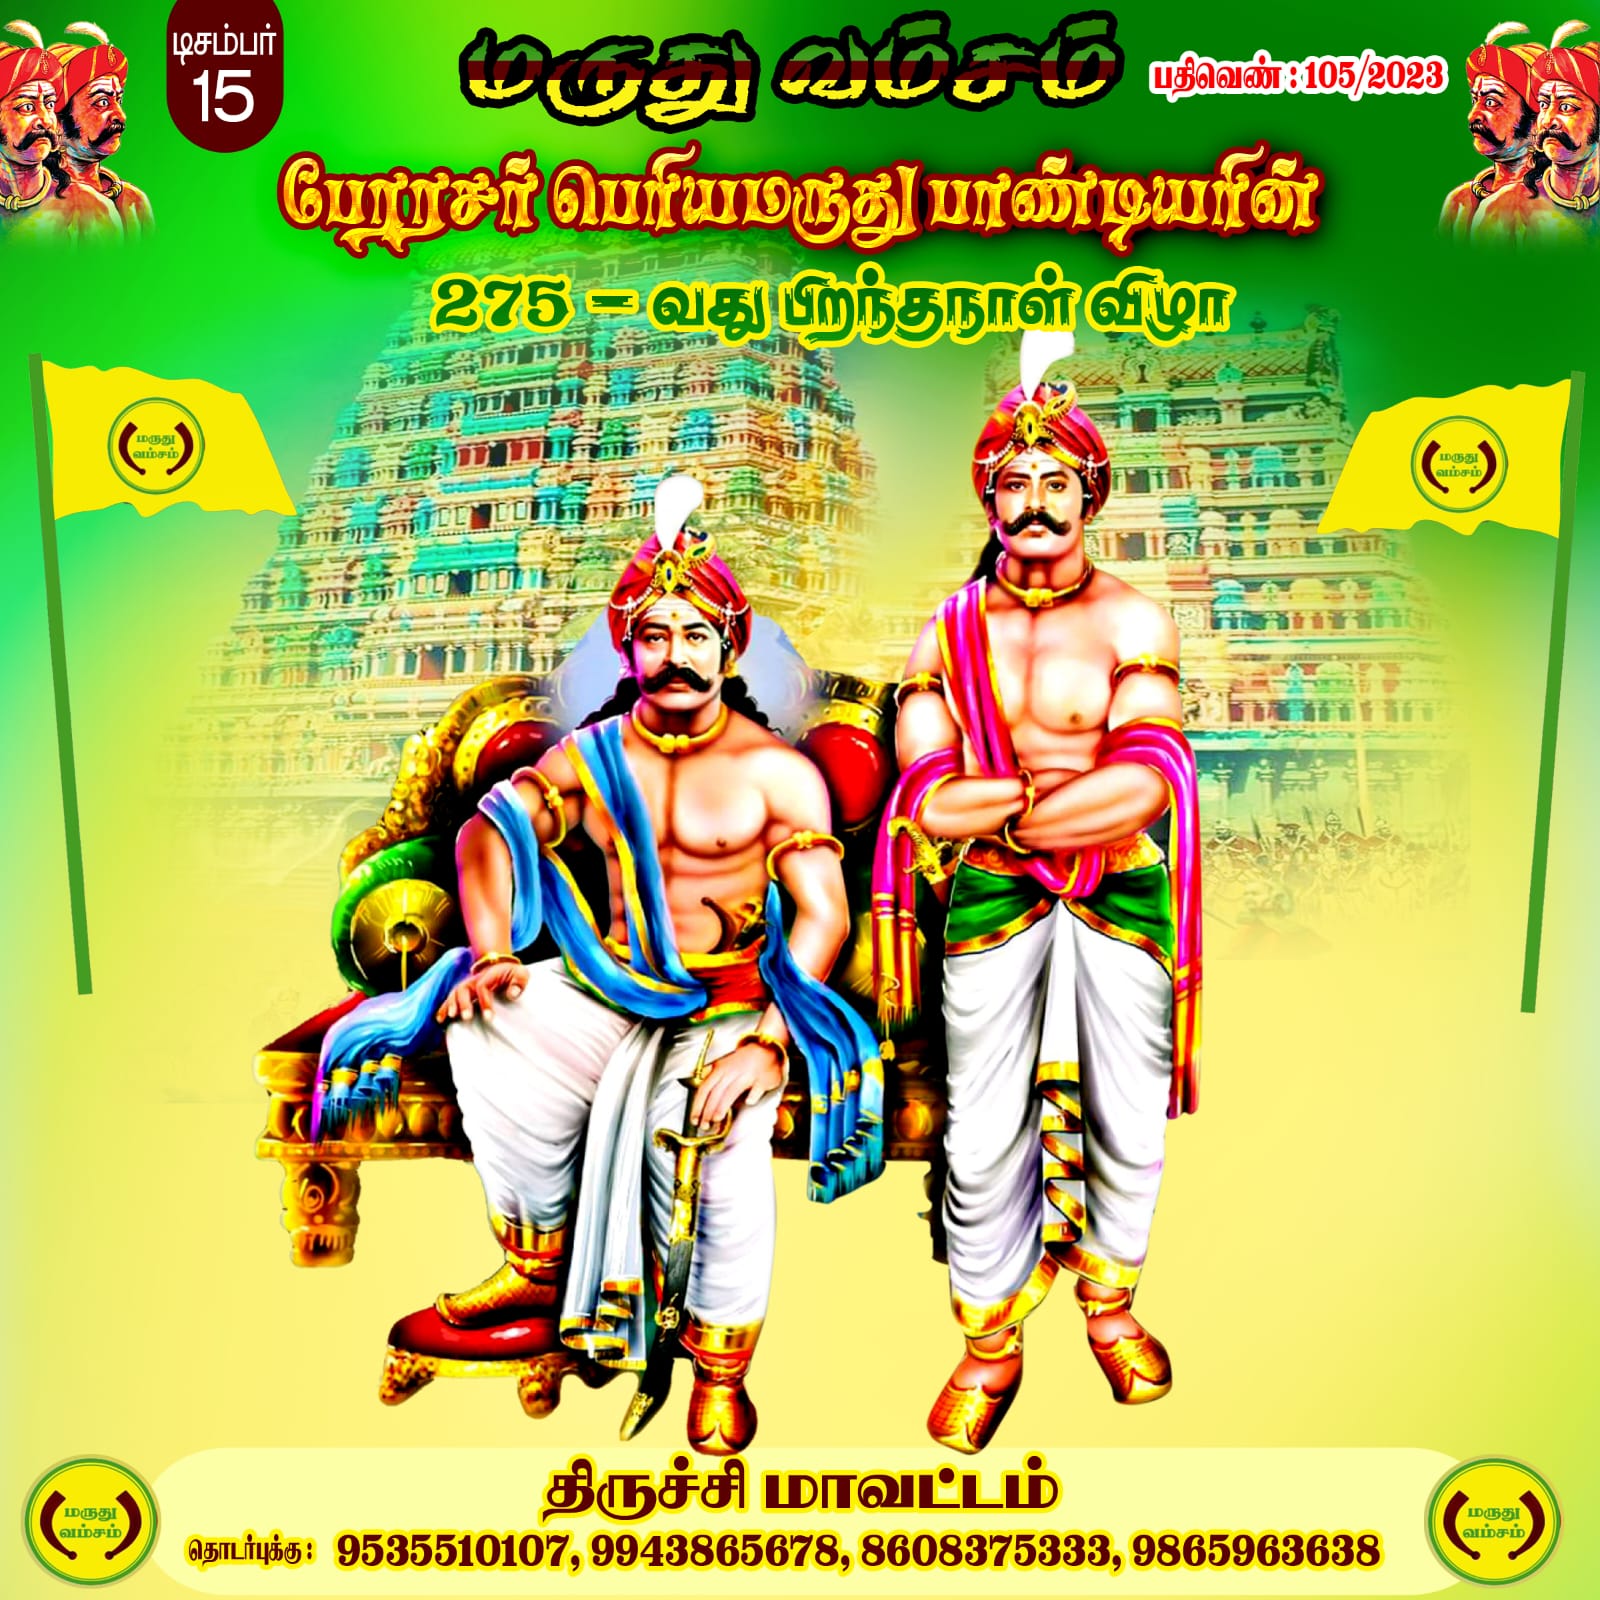 டிசம்பர்
15
மருது வம்சம்
பதிவெண் : 105/2023
பேரரசர் பெரியமருது பாண்டியரின்
275 - வது பிறந்தநாள் விழா
மருது
வம்சம்
மருது
வம்சம்
திருச்சி மாவட்டம்
தொடர்புக்கு : 9535510107, 9943865678, 8608375333, 9865963638
மருது
வம்சம்
மருது
வம்சம்